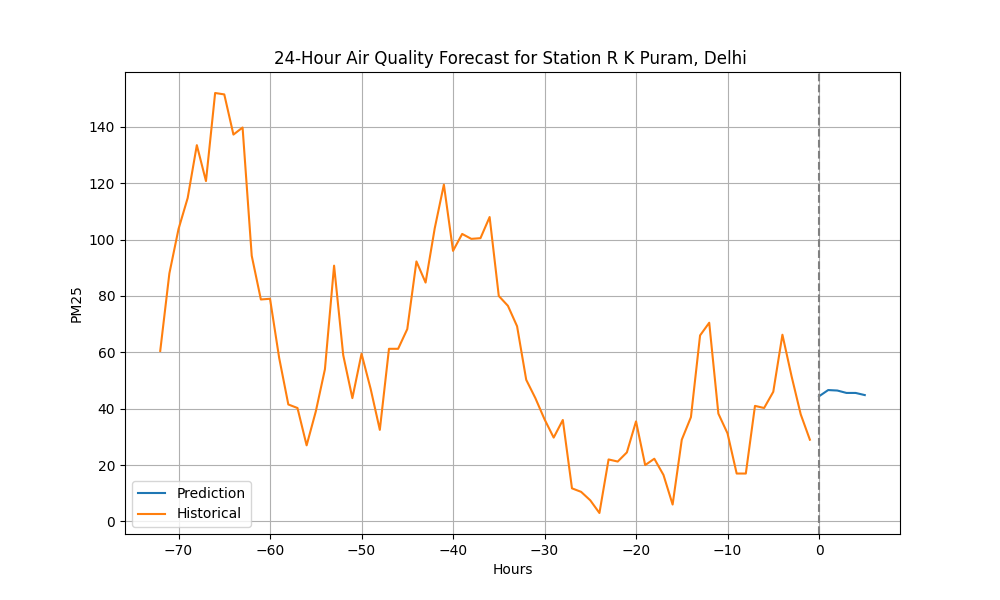 24-Hour Air Quality Forecast for Station R K Puram, Delhi
140
120
100
80
60
40
20
0
PM25
Prediction
Historical
−70 −60 −50 −40 −30 −20 −10 0
Hours